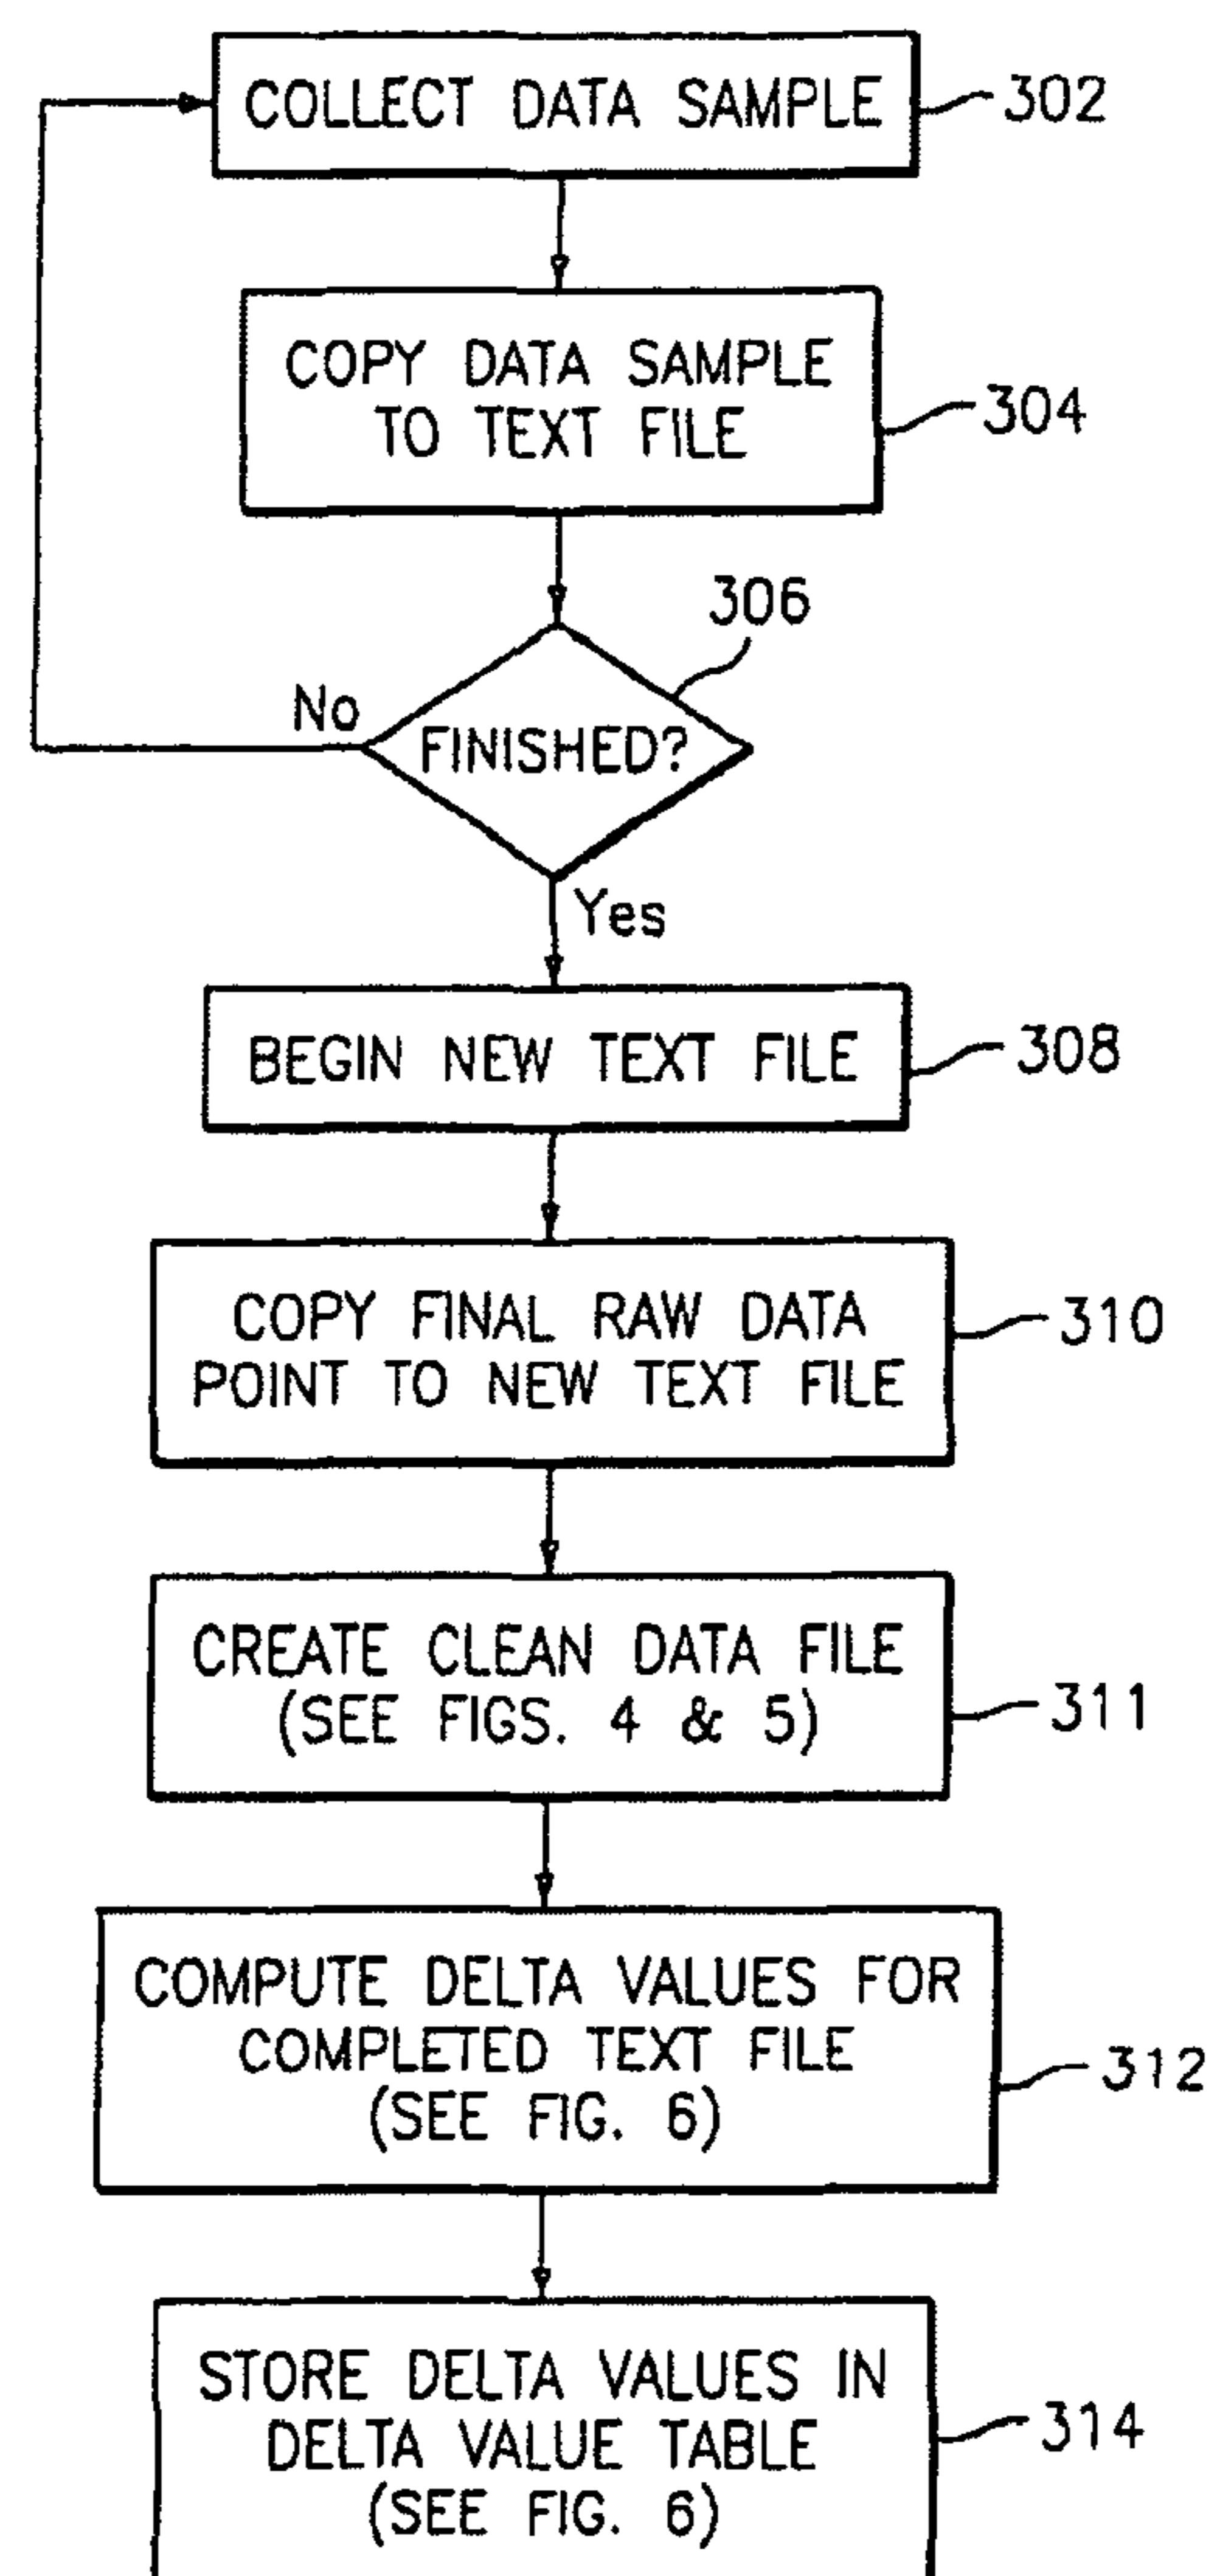 COLLECT DATA SAMPLE
302
COPY DATA SAMPLE
TO TEXT FILE
304
306
No
FINISHED?
Yes
BEGIN NEW TEXT FILE
308
COPY FINAL RAW DATA
POINT TO NEW TEXT FILE
310
CREATE CLEAN DATA FILE
(SEE FIGS. 4 & 5)
311
COMPUTE DELTA VALUES FOR
COMPLETED TEXT FILE
(SEE FIG. 6)
312
STORE DELTA VALUES IN
DELTA VALUE TABLE
(SEE FIG. 6)
314